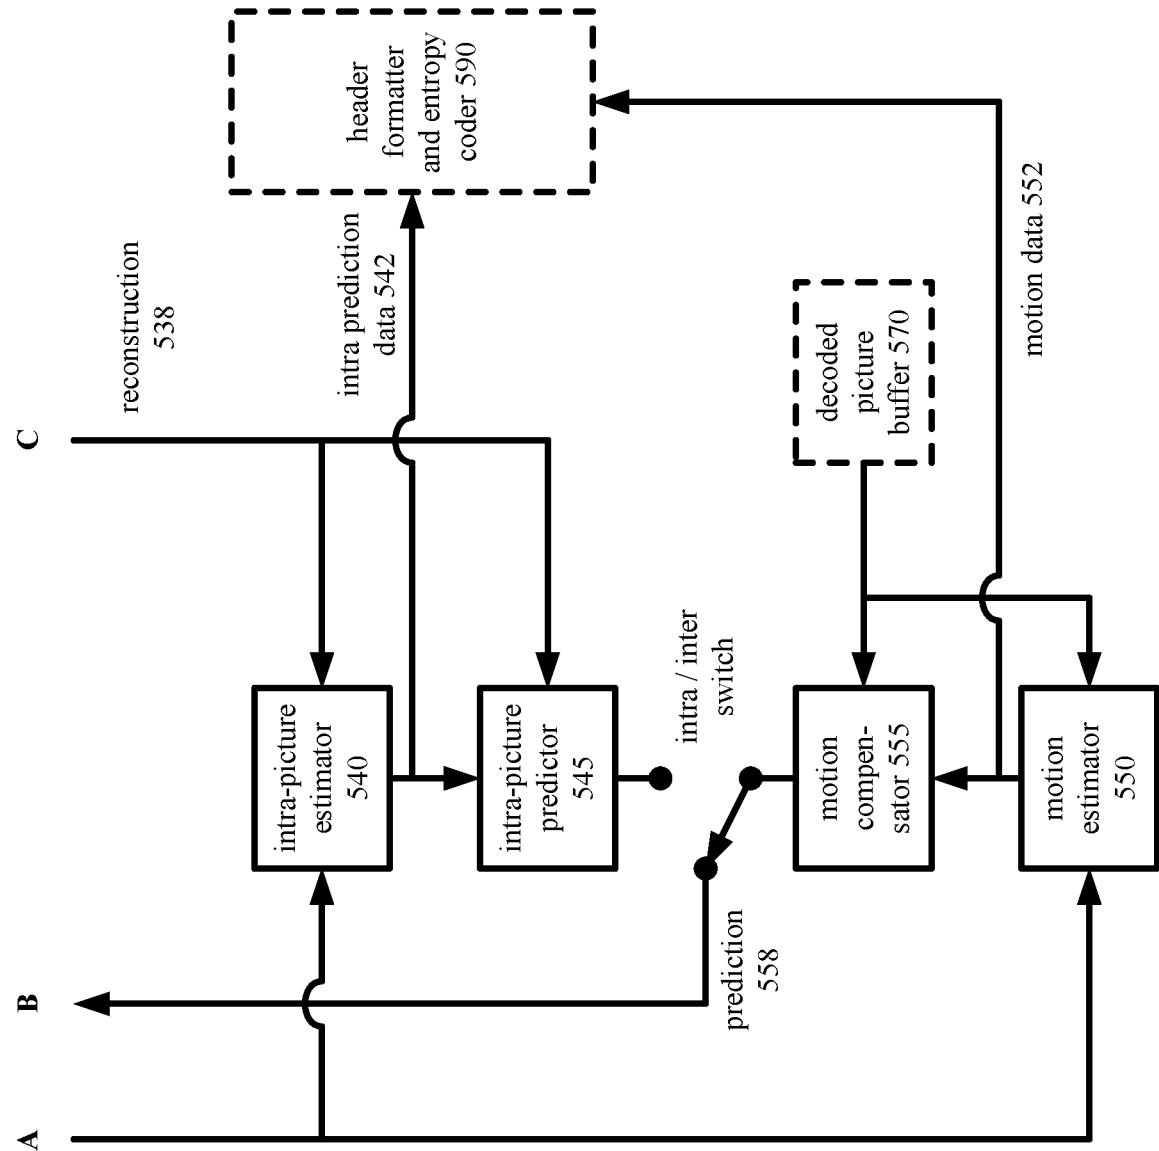 A
B
C
reconstruction
538
header
formatter
and entropy
coder 590
intra prediction
data 542
intra-picture
estimator
540
intra-picture
predictor
545
intra / inter
switch
prediction
558
decoded
picture
buffer 570
motion
compen-
sator 555
motion data 552
motion
estimator
550